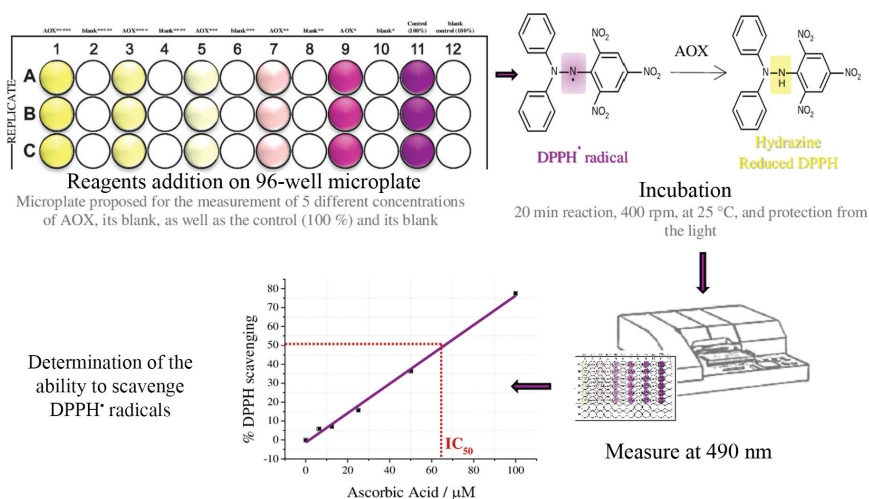 AOX***** blank***** AOX**** blank**** AOX*** blank*** AOX** blank** AOX* blank* Control (100%) blank control (100%)
1 2 3 4 5 6 7 8 9 10 11 12
REPLICATE
A
B
C
Reagents addition on 96-well microplate
Microplate proposed for the measurement of 5 different concentrations
of AOX, its blank, as well as the control (100 %) and its blank
NO₂
N N
•
NO₂
NO₂
DPPH• radical
AOX
NO₂
N N
H
NO₂
NO₂
Hydrazine
Reduced DPPH
Incubation
20 min reaction, 400 rpm, at 25 °C, and protection from
the light
Measure at 490 nm
% DPPH scavenging
80
70
60
50
40
30
20
10
0
-10
IC₅₀
0 20 40 60 80 100
Ascorbic Acid / µM
Determination of the
ability to scavenge
DPPH• radicals